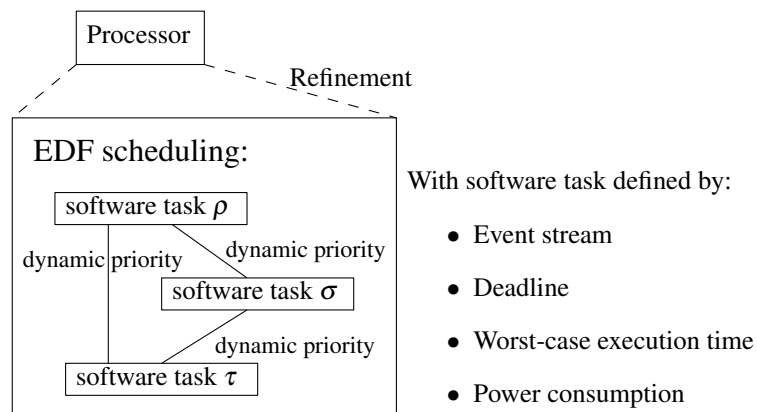 Processor
Refinement
EDF scheduling:
software task ρ
dynamic priority
dynamic priority
software task σ
dynamic priority
software task τ
With software task defined by:
• Event stream
• Deadline
• Worst-case execution time
• Power consumption